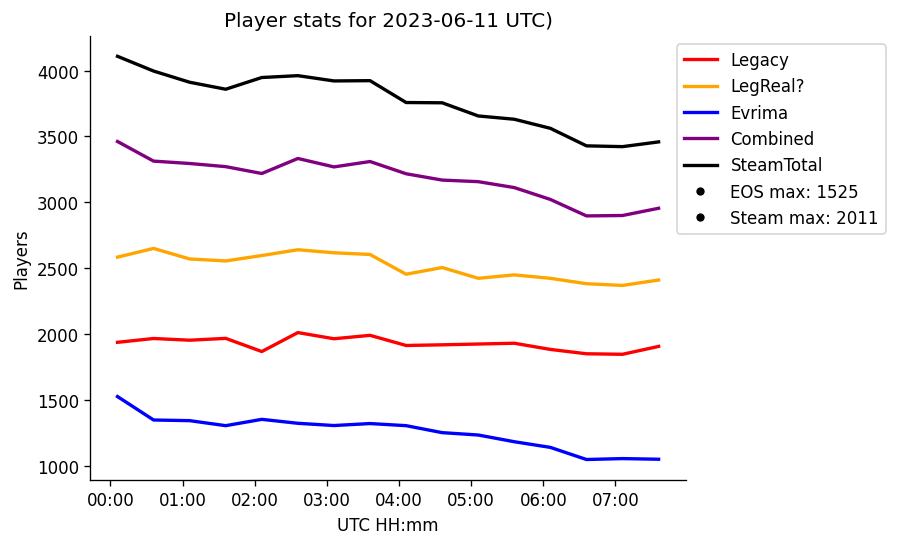 Player stats for 2023-06-11 UTC)
4000
3500
3000
2500
2000
1500
1000
Players
00:00 01:00 02:00 03:00 04:00 05:00 06:00 07:00
UTC HH:mm
Legacy
LegReal?
Evrima
Combined
SteamTotal
EOS max: 1525
Steam max: 2011